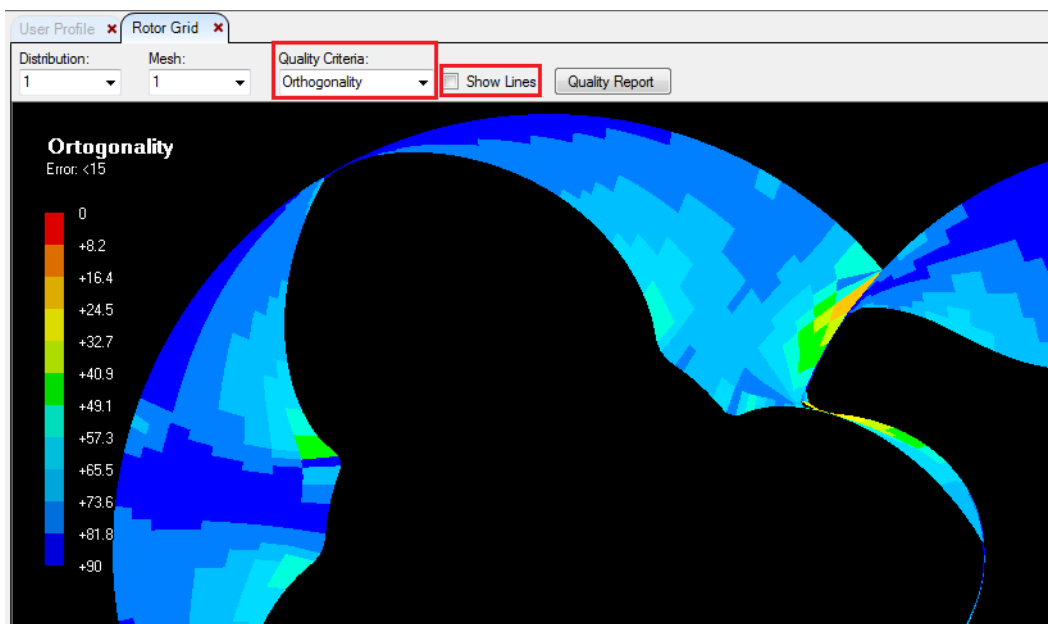 User Profile
Rotor Grid
Distribution:
Mesh:
Quality Criteria:
1
1
Orthogonality
Show Lines
Quality Report
Ortogonality
Error: <15
0
+8.2
+16.4
+24.5
+32.7
+40.9
+49.1
+57.3
+65.5
+73.6
+81.8
+90